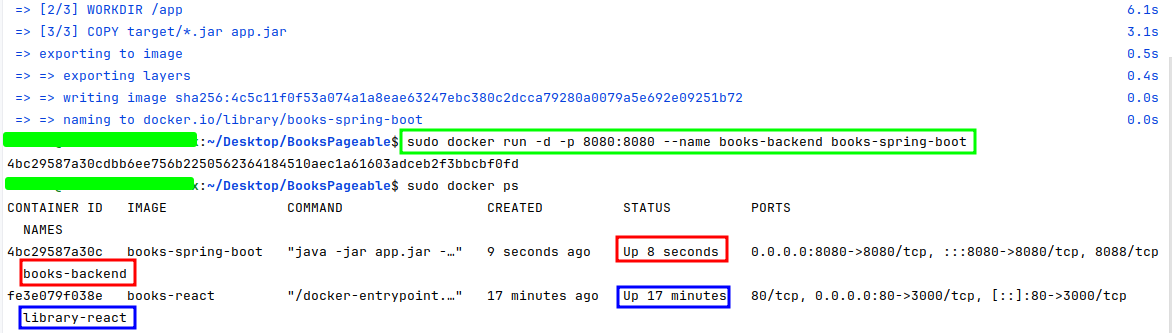 => [2/3] WORKDIR /app 6.1s
=> [3/3] COPY target/*.jar app.jar 3.1s
=> exporting to image 0.5s
=> => exporting layers 0.4s
=> => writing image sha256:4c5c11f0f53a074a1a8eae63247ebc380c2dcca79280a0079a5e692e09251b72 0.0s
=> => naming to docker.io/library/books-spring-boot 0.0s
:~/Desktop/BooksPageable$ sudo docker run -d -p 8080:8080 --name books-backend books-spring-boot
4bc29587a30cdbb6ee756b2250562364184510aec1a61603adceb2f3bbcbf0fd
x:~/Desktop/BooksPageable$ sudo docker ps
CONTAINER ID IMAGE COMMAND CREATED STATUS PORTS
NAMES
4bc29587a30c books-spring-boot "java -jar app.jar -…" 9 seconds ago Up 8 seconds 0.0.0.0:8080->8080/tcp, :::8080->8080/tcp, 8088/tcp
books-backend
fe3e079f038e books-react "/docker-entrypoint.…" 17 minutes ago Up 17 minutes 80/tcp, 0.0.0.0:80->3000/tcp, [::]:80->3000/tcp
library-react